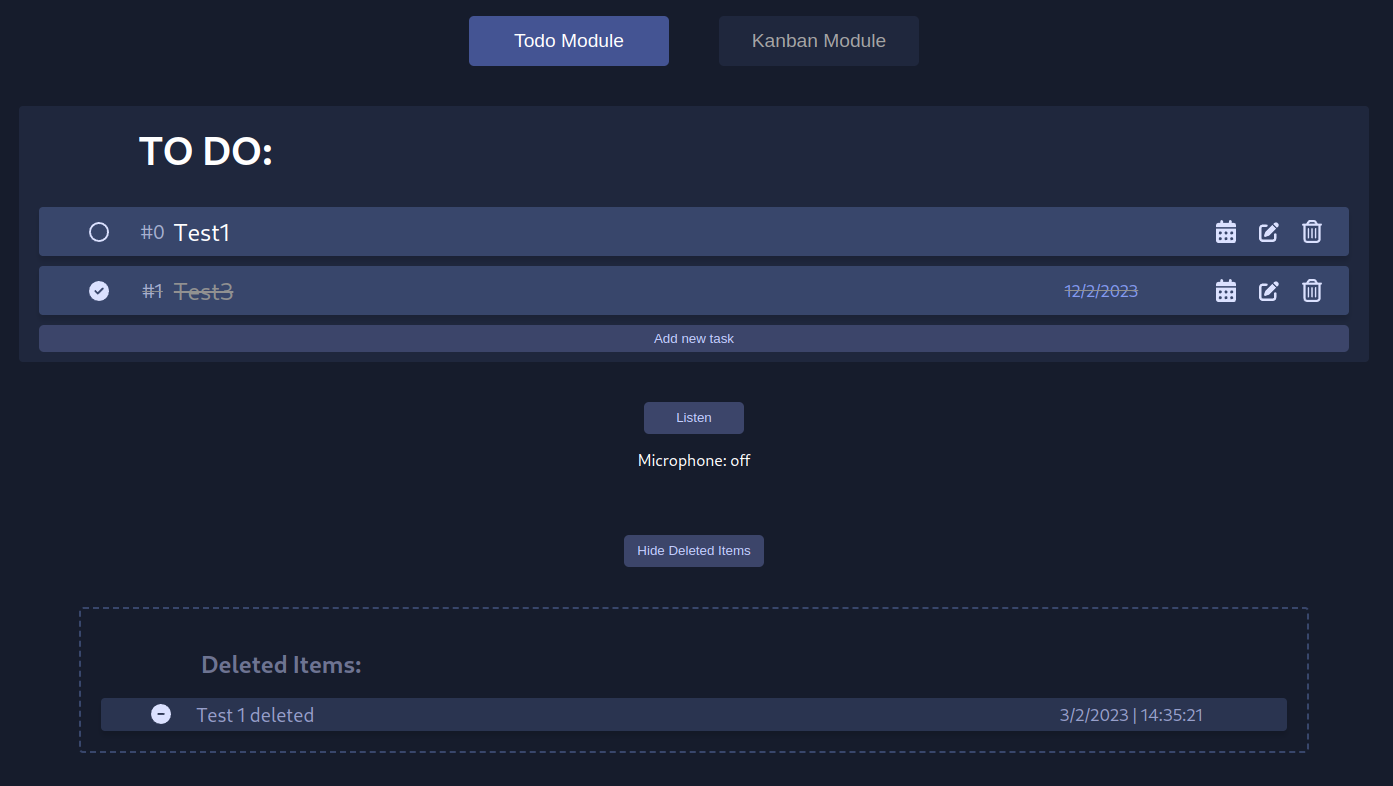 Todo Module Kanban Module
TO DO:
#0 Test1
#1 Test3 12/2/2023
Add new task
Listen
Microphone: off
Hide Deleted Items
Deleted Items:
Test 1 deleted 3/2/2023 | 14:35:21